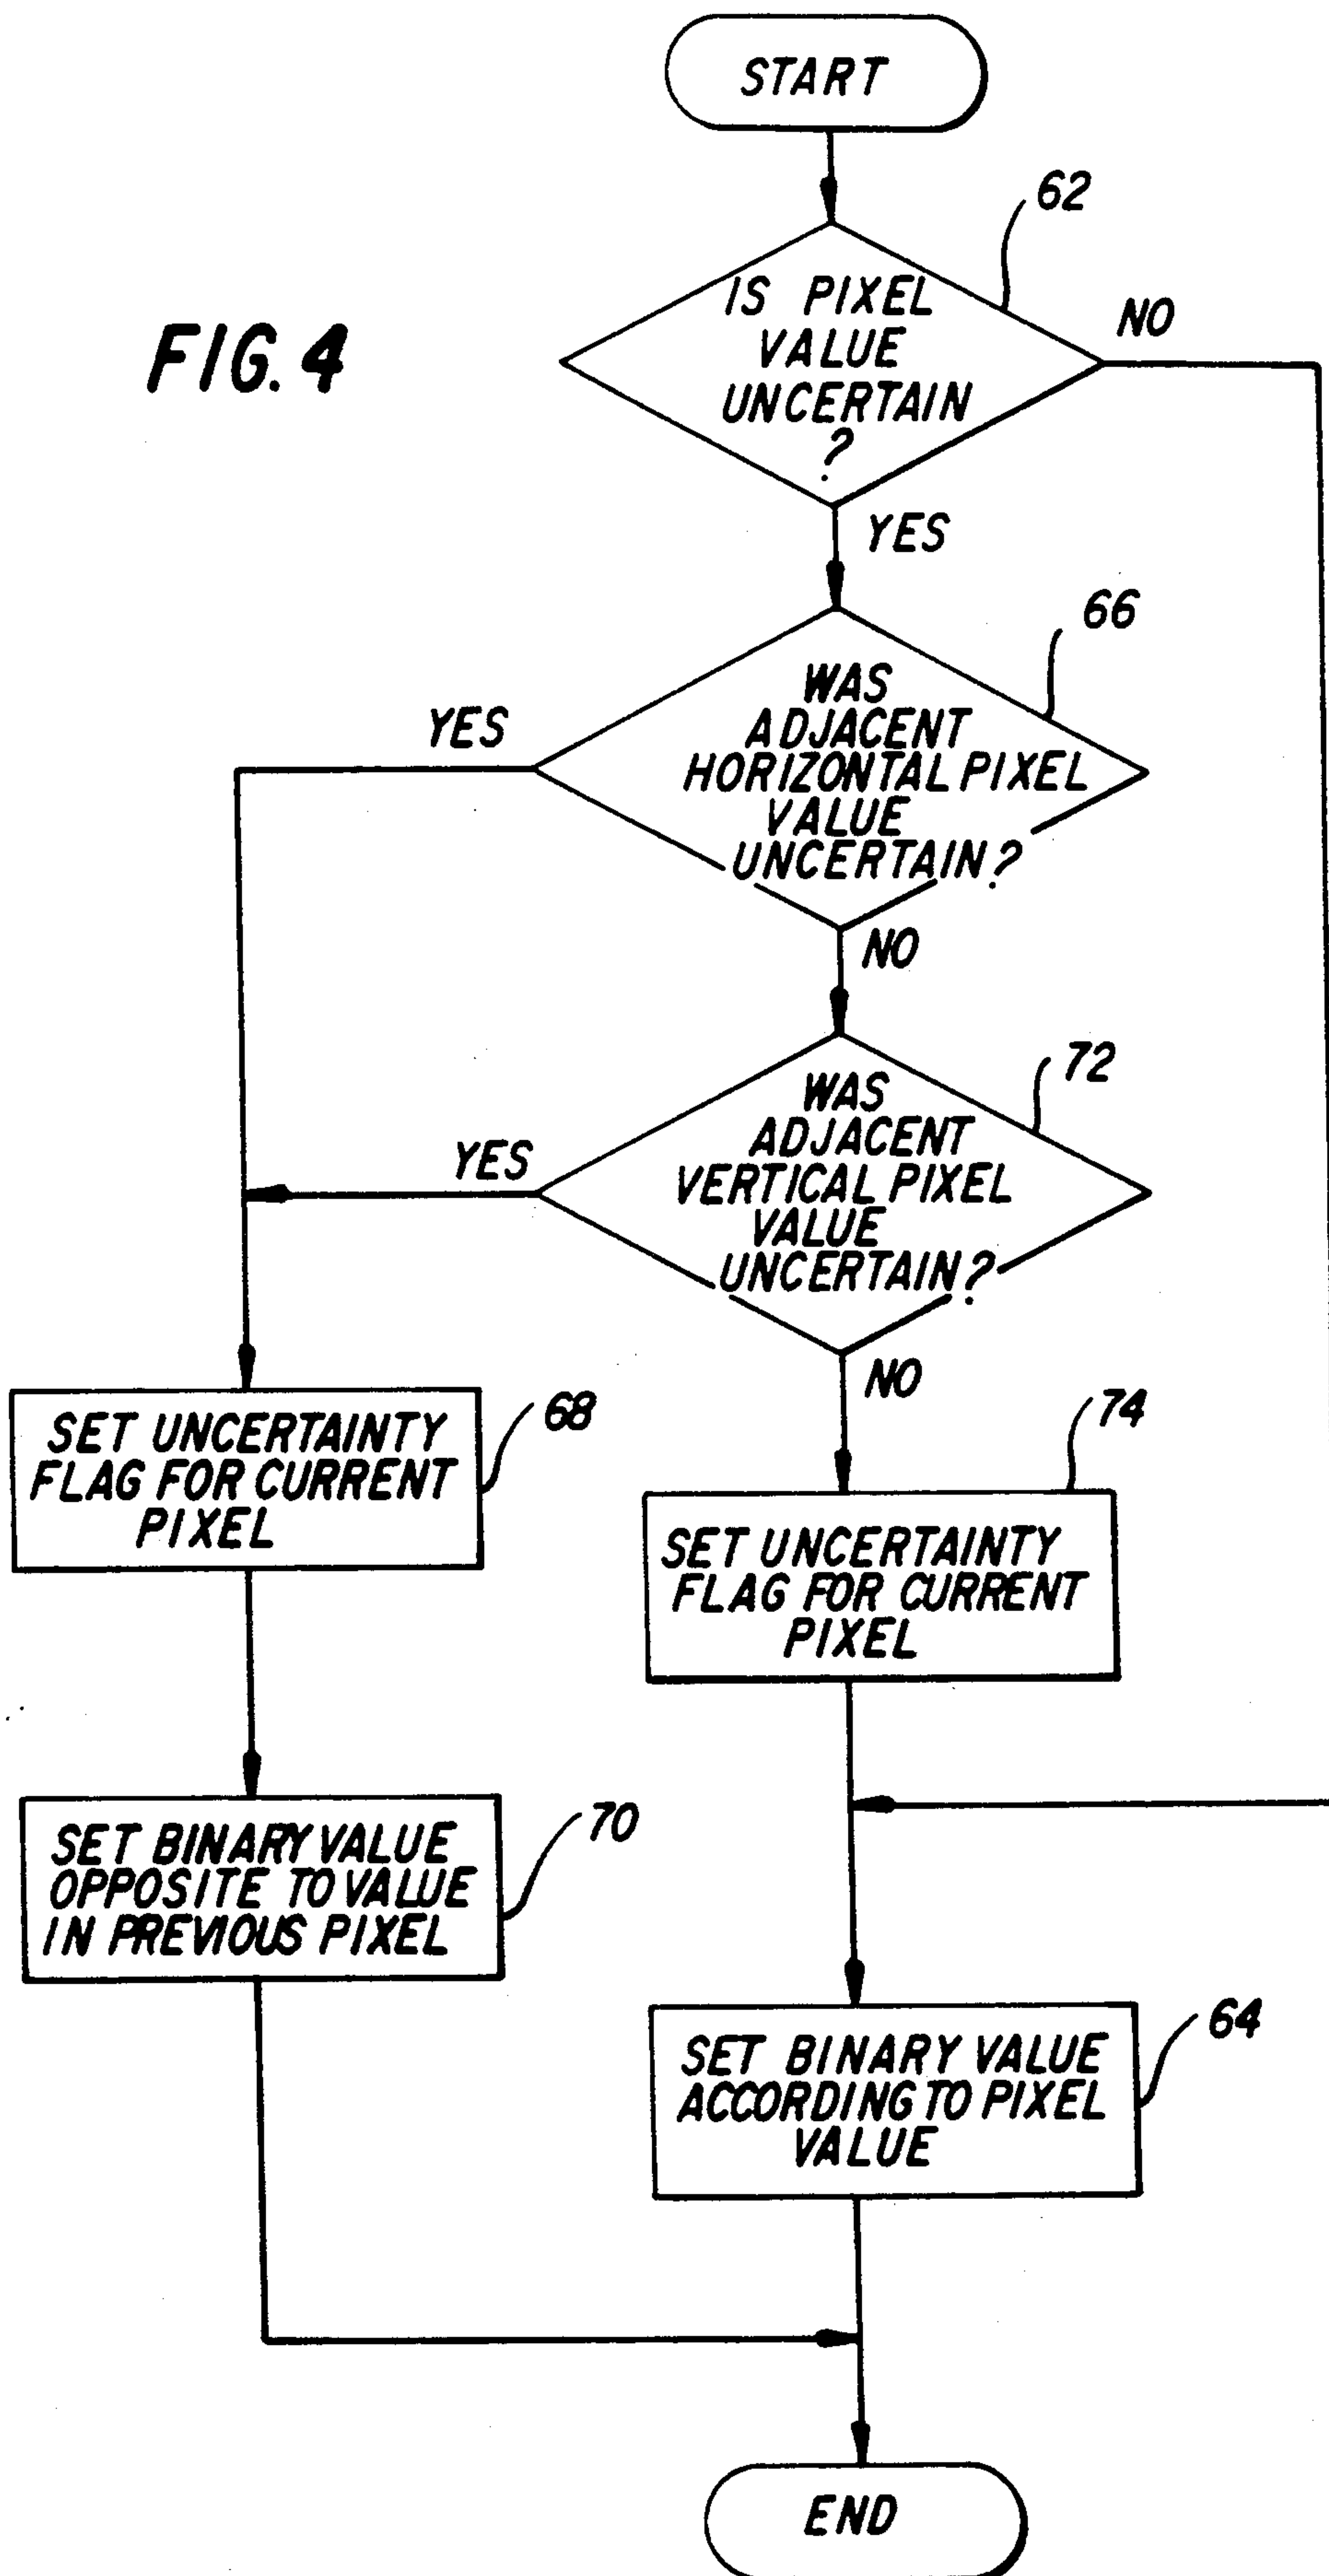 START
62
IS PIXEL
VALUE
UNCERTAIN
?
NO
FIG. 4
YES
66
WAS
ADJACENT
HORIZONTAL PIXEL
VALUE
UNCERTAIN?
YES
NO
72
WAS
ADJACENT
VERTICAL PIXEL
VALUE
UNCERTAIN?
YES
NO
68
SET UNCERTAINTY
FLAG FOR CURRENT
PIXEL
74
SET UNCERTAINTY
FLAG FOR CURRENT
PIXEL
70
SET BINARY VALUE
OPPOSITE TO VALUE
IN PREVIOUS PIXEL
64
SET BINARY VALUE
ACCORDING TO PIXEL
VALUE
END